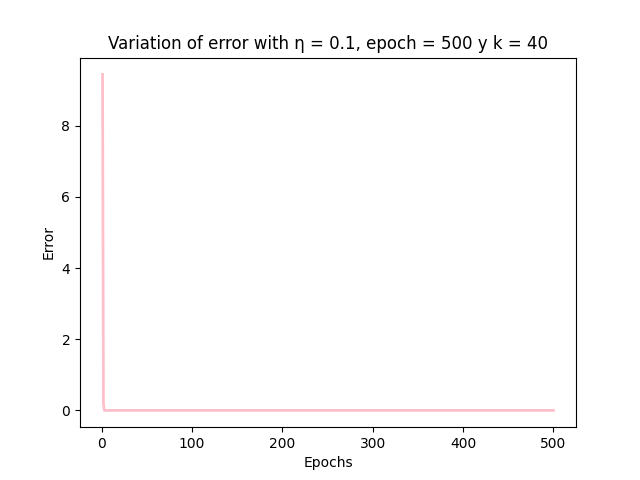 Variation of error with η = 0.1, epoch = 500 y k = 40
8
6
4
2
0
Error
0 100 200 300 400 500
Epochs